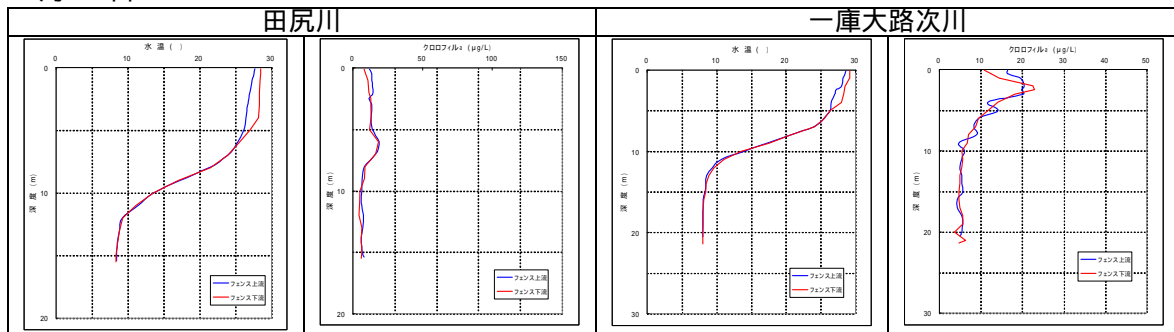 田尻川
一庫大路次川
水 温 ( )
0 10 20 30
0
10
20
深 度 (m)
フェンス上流
フェンス下流
クロロフィルa (μg/L)
0 50 100 150
0
10
20
深 度 (m)
フェンス上流
フェンス下流
水 温 ( )
0 10 20 30
0
10
20
30
深 度 (m)
フェンス上流
フェンス下流
クロロフィルa (μg/L)
0 10 20 30 40 50
0
10
20
30
深 度 (m)
フェンス上流
フェンス下流